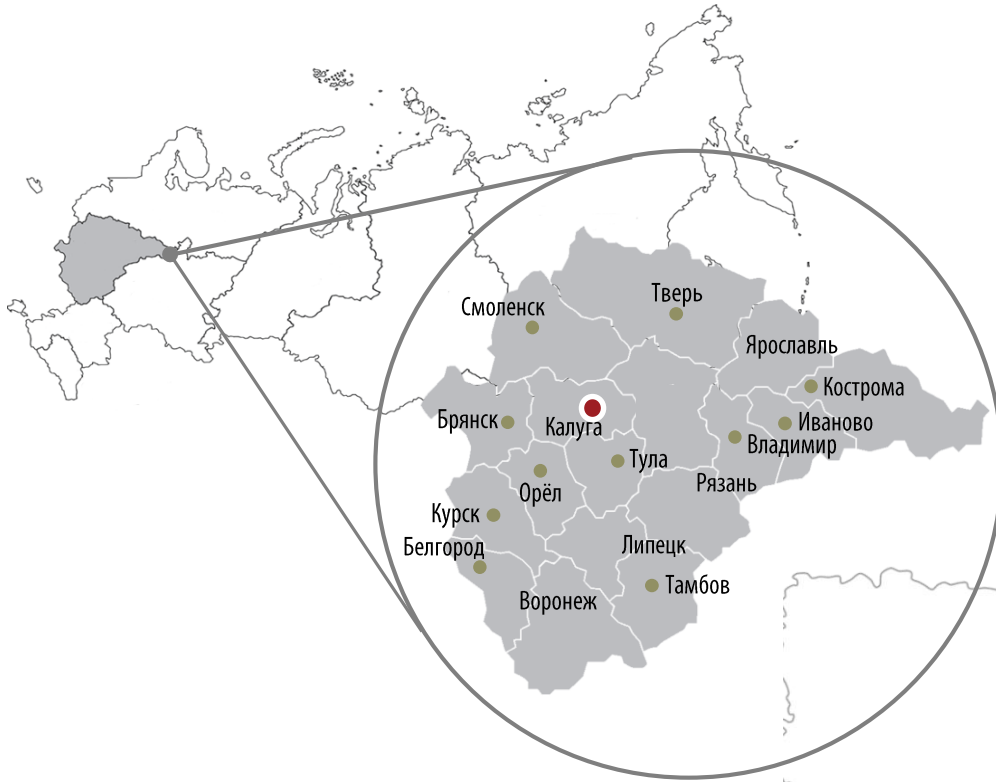 Тверь
Смоленск
Ярославль
Кострома
Брянск
Калуга
Иваново
Владимир
Тула
Рязань
Орёл
Курск
Белгород
Липецк
Тамбов
Воронеж